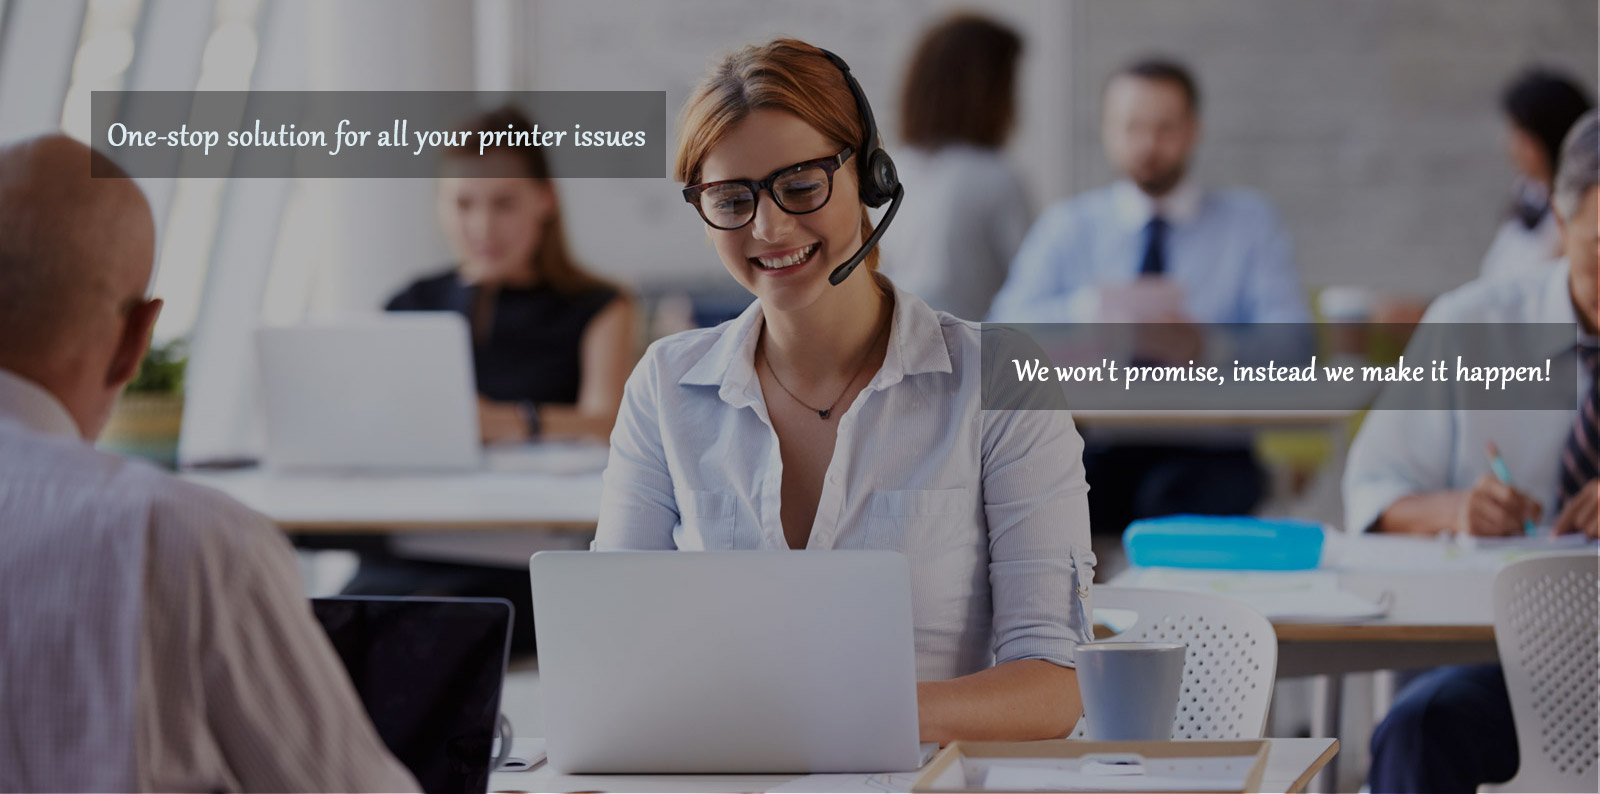 One-stop solution for all your printer issues
We won't promise, instead we make it happen!